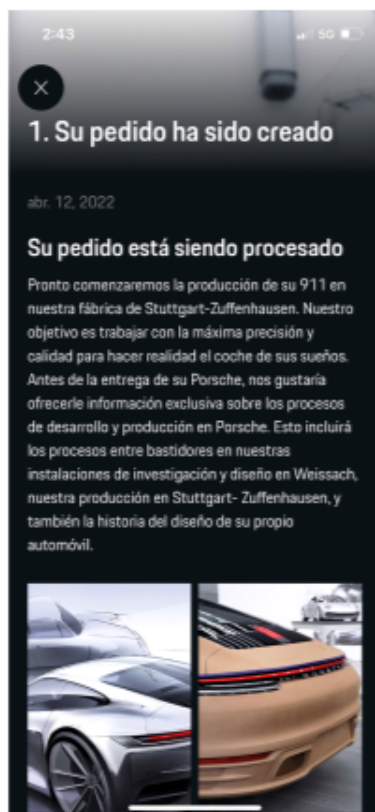 2:43
5G
1. Su pedido ha sido creado
abr. 12, 2022
Su pedido está siendo procesado
Pronto comenzaremos la producción de su 911 en
nuestra fábrica de Stuttgart-Zuffenhausen. Nuestro
objetivo es trabajar con la máxima precisión y
calidad para hacer realidad el coche de sus sueños.
Antes de la entrega de su Porsche, nos gustaría
ofrecerle información exclusiva sobre los procesos
de desarrollo y producción en Porsche. Esto incluirá
los procesos entre bastidores en nuestras
instalaciones de investigación y diseño en Weissach,
nuestra producción en Stuttgart- Zuffenhausen, y
también la historia del diseño de su propio
automóvil.